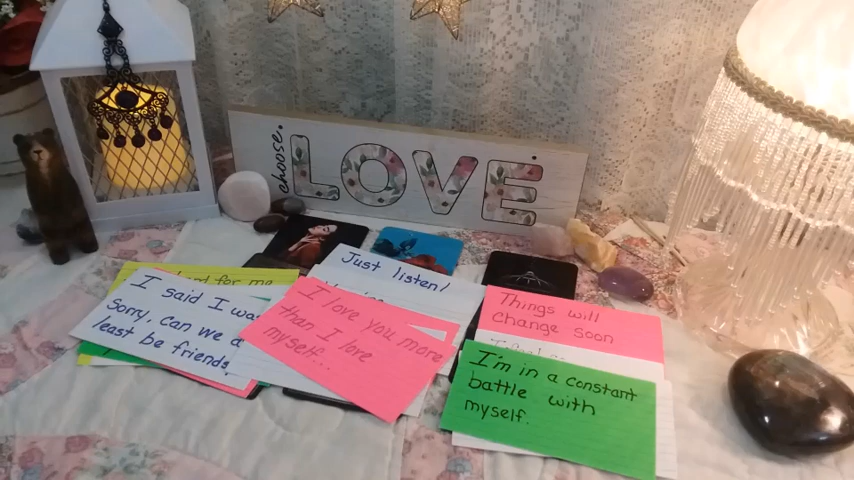 choose.
LOVE
for me
I said I was
Sorry, can we a
least be friends.
Just listen!
I love you more
than I love
myself...
Things will
change soon
I'm in a constant
battle with
myself.